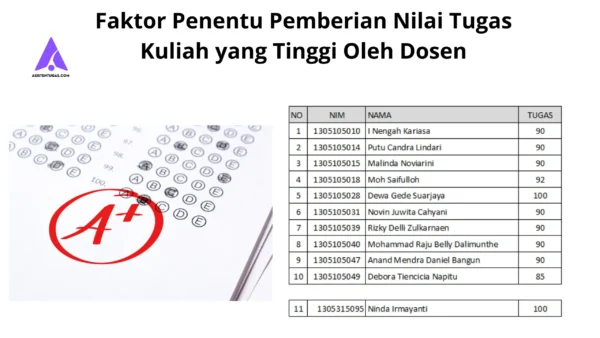 Faktor Penentu Pemberian Nilai Tugas
Kuliah yang Tinggi Oleh Dosen
ASISTENTUGAS.COM
NO NIM NAMA TUGAS
1 1305105010 I Nengah Kariasa 90
2 1305105014 Putu Candra Lindari 90
3 1305105015 Malinda Noviarini 90
4 1305105018 Moh Saifulloh 92
5 1305105028 Dewa Gede Suarjaya 100
6 1305105031 Novin Juwita Cahyani 90
7 1305105039 Rizky Delli Zulkarnaen 90
8 1305105040 Mohammad Raju Belly Dalimunthe 90
9 1305105047 Anand Mendra Daniel Bangun 90
10 1305105049 Debora Tiencicia Napitu 85
11 1305315095 Ninda Irmayanti 100
A+
100.